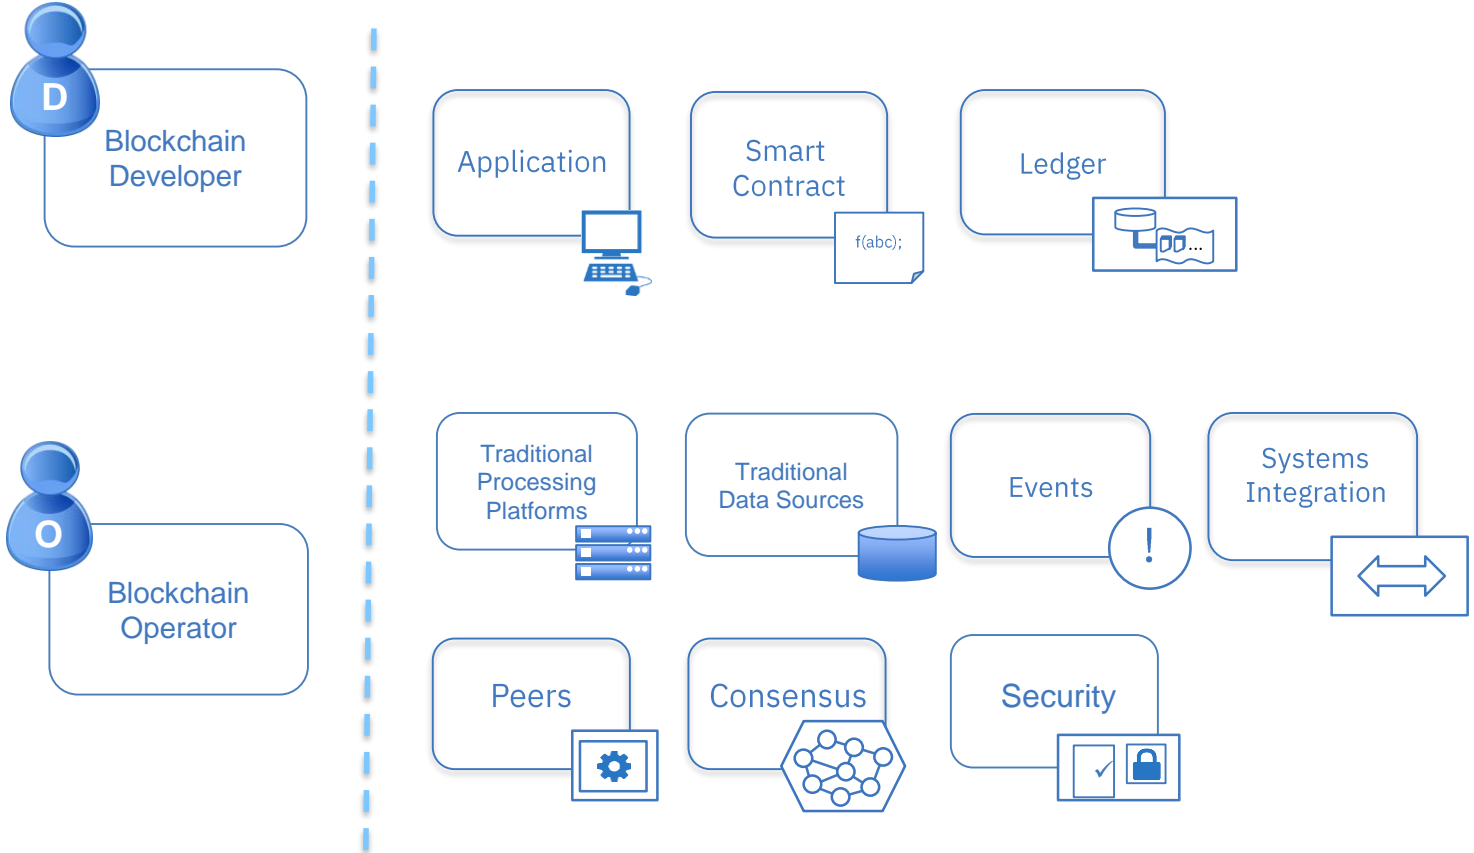 D
Blockchain
Developer
Application
Smart
Contract
f(abc);
Ledger
...
O
Blockchain
Operator
Traditional
Processing
Platforms
Traditional
Data Sources
Events
!
Systems
Integration
Peers
Consensus
Security